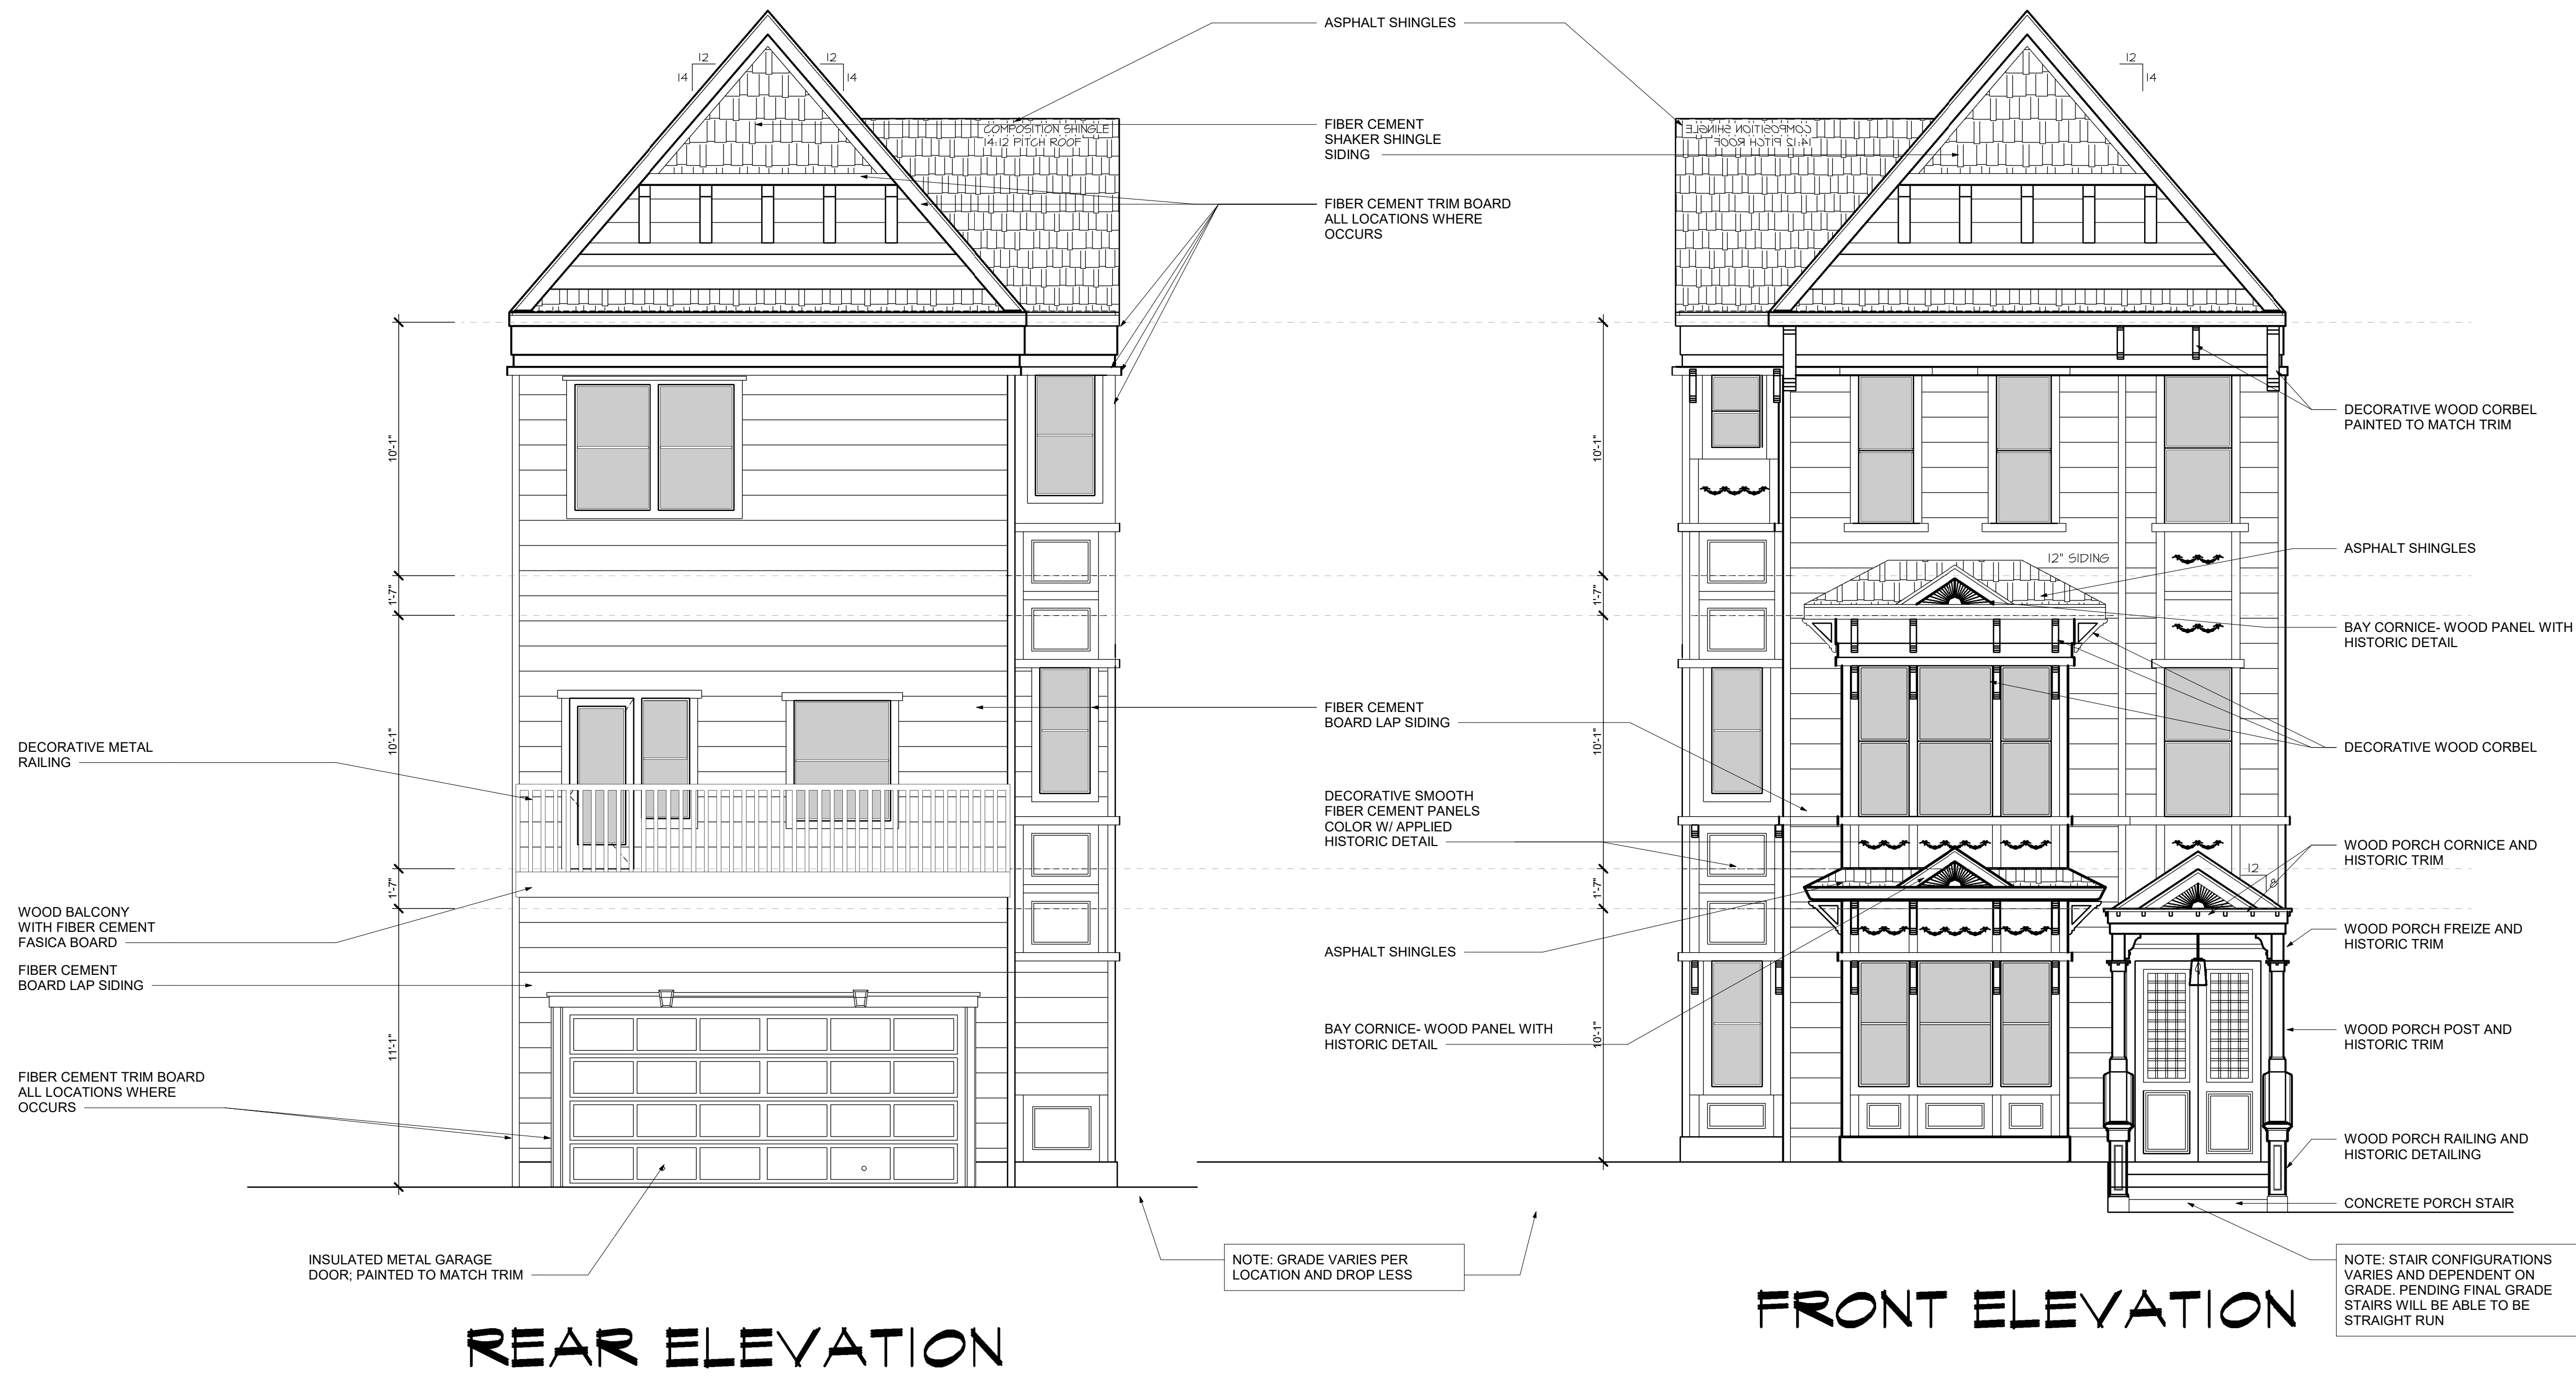 ASPHALT SHINGLES
12
14
12
14
12
14
COMPOSITION SHINGLE
14:12 PITCH ROOF
COMPOSITION SHINGLE
14:12 PITCH ROOF
FIBER CEMENT
SHAKER SHINGLE
SIDING
FIBER CEMENT TRIM BOARD
ALL LOCATIONS WHERE
OCCURS
10'-1"
1'-7"
10'-1"
1'-7"
11'-1"
10'-1"
1'-7"
10'-1"
1'-7"
10'-1"
DECORATIVE METAL
RAILING
WOOD BALCONY
WITH FIBER CEMENT
FASICA BOARD
FIBER CEMENT
BOARD LAP SIDING
FIBER CEMENT TRIM BOARD
ALL LOCATIONS WHERE
OCCURS
INSULATED METAL GARAGE
DOOR; PAINTED TO MATCH TRIM
FIBER CEMENT
BOARD LAP SIDING
DECORATIVE SMOOTH
FIBER CEMENT PANELS
COLOR W/ APPLIED
HISTORIC DETAIL
ASPHALT SHINGLES
BAY CORNICE- WOOD PANEL WITH
HISTORIC DETAIL
NOTE: GRADE VARIES PER
LOCATION AND DROP LESS
12" SIDING
12
8
DECORATIVE WOOD CORBEL
PAINTED TO MATCH TRIM
ASPHALT SHINGLES
BAY CORNICE- WOOD PANEL WITH
HISTORIC DETAIL
DECORATIVE WOOD CORBEL
WOOD PORCH CORNICE AND
HISTORIC TRIM
WOOD PORCH FREIZE AND
HISTORIC TRIM
WOOD PORCH POST AND
HISTORIC TRIM
WOOD PORCH RAILING AND
HISTORIC DETAILING
CONCRETE PORCH STAIR
NOTE: STAIR CONFIGURATIONS
VARIES AND DEPENDENT ON
GRADE. PENDING FINAL GRADE
STAIRS WILL BE ABLE TO BE
STRAIGHT RUN
REAR ELEVATION
FRONT ELEVATION